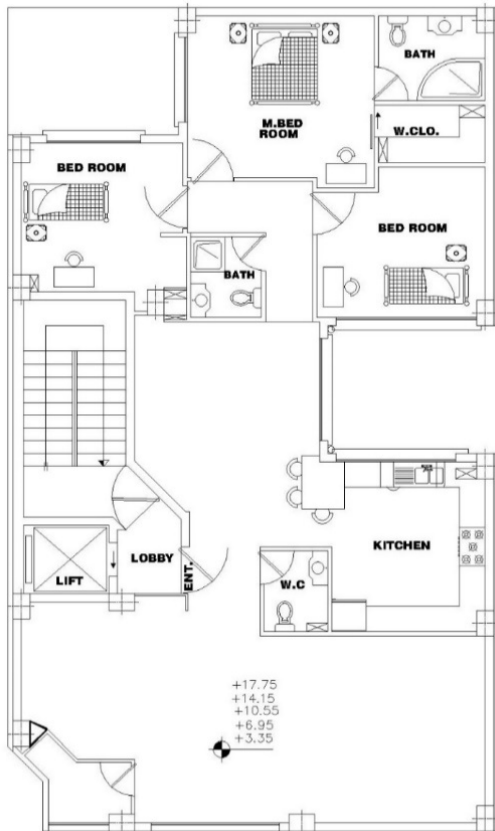 BATH
M.BED
ROOM
W.CLO.
BED ROOM
BED ROOM
BATH
LOBBY
ENT.
LIFT
KITCHEN
W.C
+17.75
+14.15
+10.55
+6.95
+3.35